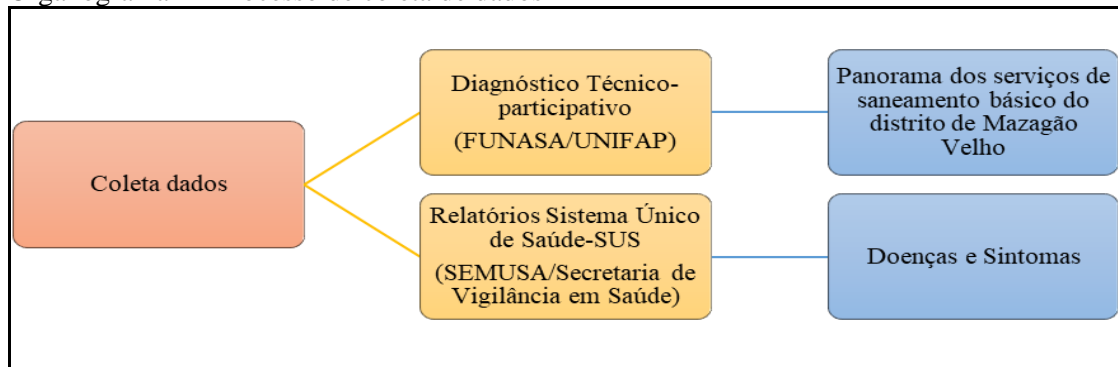 Coleta dados
Diagnóstico Técnico-
participativo
(FUNASA/UNIFAP)
Panorama dos serviços de
saneamento básico do
distrito de Mazagão
Velho
Relatórios Sistema Único
de Saúde-SUS
(SEMUSA/Secretaria de
Vigilância em Saúde)
Doenças e Sintomas